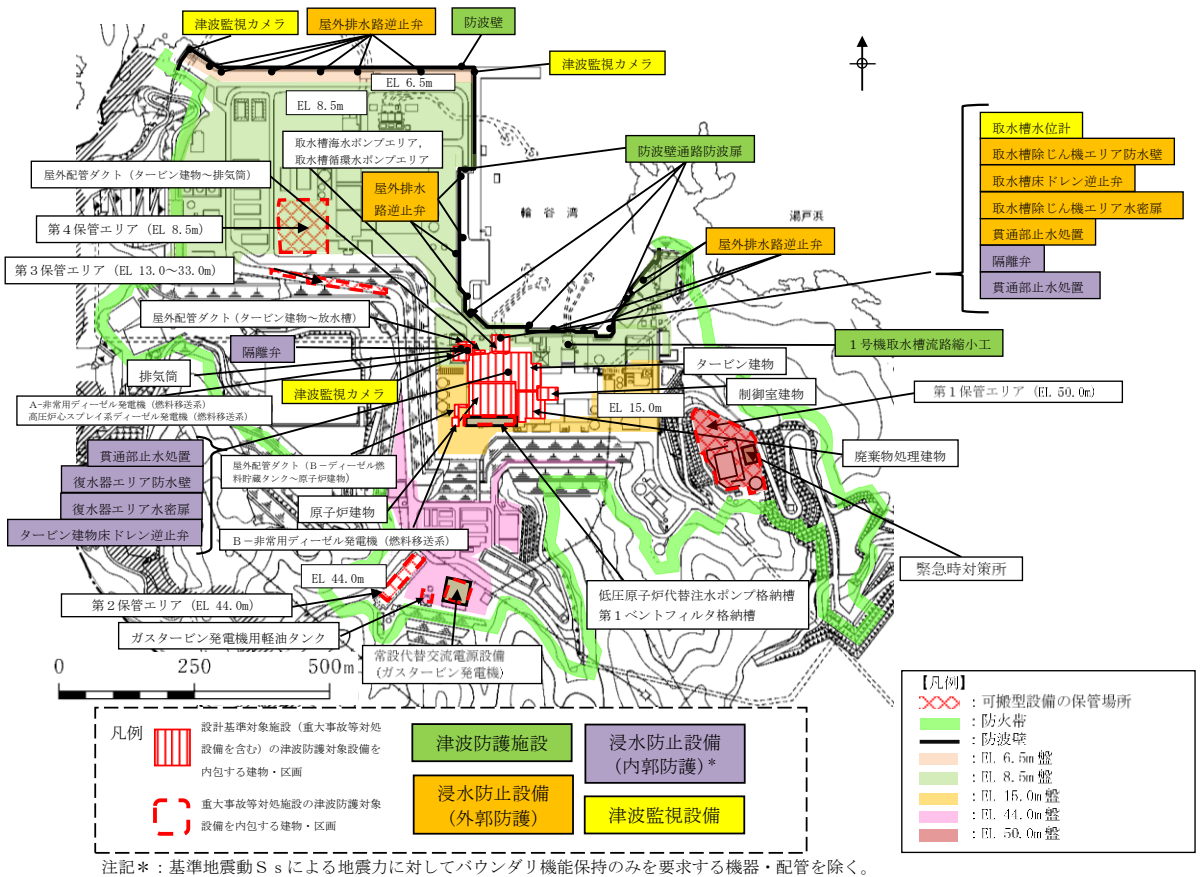 津波監視カメラ
屋外排水路逆止弁
防波壁
津波監視カメラ
EL 6.5m
EL 8.5m
取水槽海水ポンプエリア，
取水槽循環水ポンプエリア
防波壁通路防波扉
取水槽水位計
取水槽除じん機エリア防水壁
取水槽床ドレン逆止弁
取水槽除じん機エリア水密扉
貫通部止水処置
隔離弁
貫通部止水処置
屋外配管ダクト（タービン建物～排気筒）
屋外排水
路逆止弁
輪谷湾
湯戸浜
第４保管エリア（EL 8.5m）
屋外排水路逆止弁
第３保管エリア（EL 13.0～33.0m）
屋外配管ダクト（タービン建物～放水槽）
隔離弁
１号機取水槽流路縮小工
排気筒
タービン建物
津波監視カメラ
制御室建物
第１保管エリア（EL 50.0m）
A-非常用ディーゼル発電機（燃料移送系）
高圧炉心スプレイ系ディーゼル発電機（燃料移送系）
EL 15.0m
貫通部止水処置
復水器エリア防水壁
復水器エリア水密扉
タービン建物床ドレン逆止弁
屋外配管ダクト（Ｂ－ディーゼル燃
料貯蔵タンク～原子炉建物）
廃棄物処理建物
原子炉建物
Ｂ－非常用ディーゼル発電機（燃料移送系）
緊急時対策所
EL 44.0m
第２保管エリア（EL 44.0m）
低圧原子炉代替注水ポンプ格納槽
第１ベントフィルタ格納槽
ガスタービン発電機用軽油タンク
常設代替交流電源設備
（ガスタービン発電機）
0 250 500m
【凡例】
：可搬型設備の保管場所
：防火帯
：防波壁
：EL 6.5m盤
：EL 8.5m盤
：EL 15.0m盤
：EL 44.0m盤
：EL 50.0m盤
凡例
設計基準対象施設（重大事故等対処
設備を含む）の津波防護対象設備を
内包する建物・区画
重大事故等対処施設の津波防護対象
設備を内包する建物・区画
津波防護施設
浸水防止設備
（内郭防護）＊
浸水防止設備
（外郭防護）
津波監視設備
注記＊：基準地震動Ｓｓによる地震力に対してバウンダリ機能保持のみを要求する機器・配管を除く。